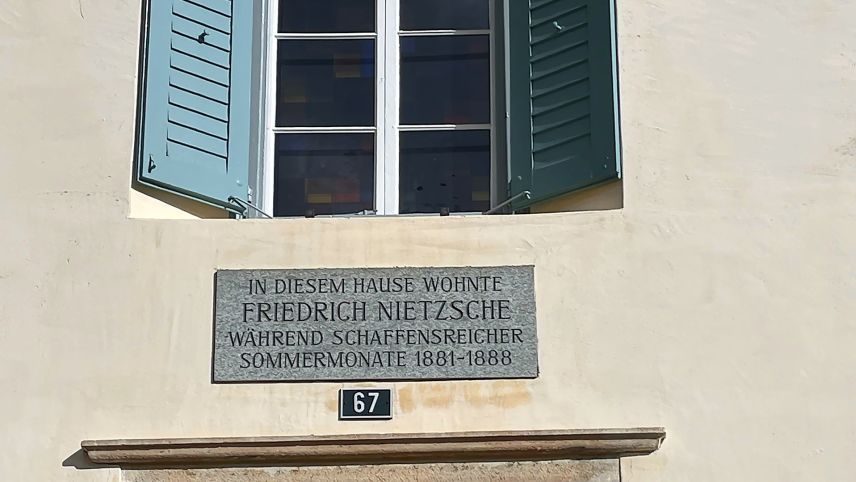 IN DIESEM HAUSE WOHNTE
FRIEDRICH NIETZSCHE
WÄHREND SCHAFFENSREICHER
SOMMERMONATE 1881-1888
67